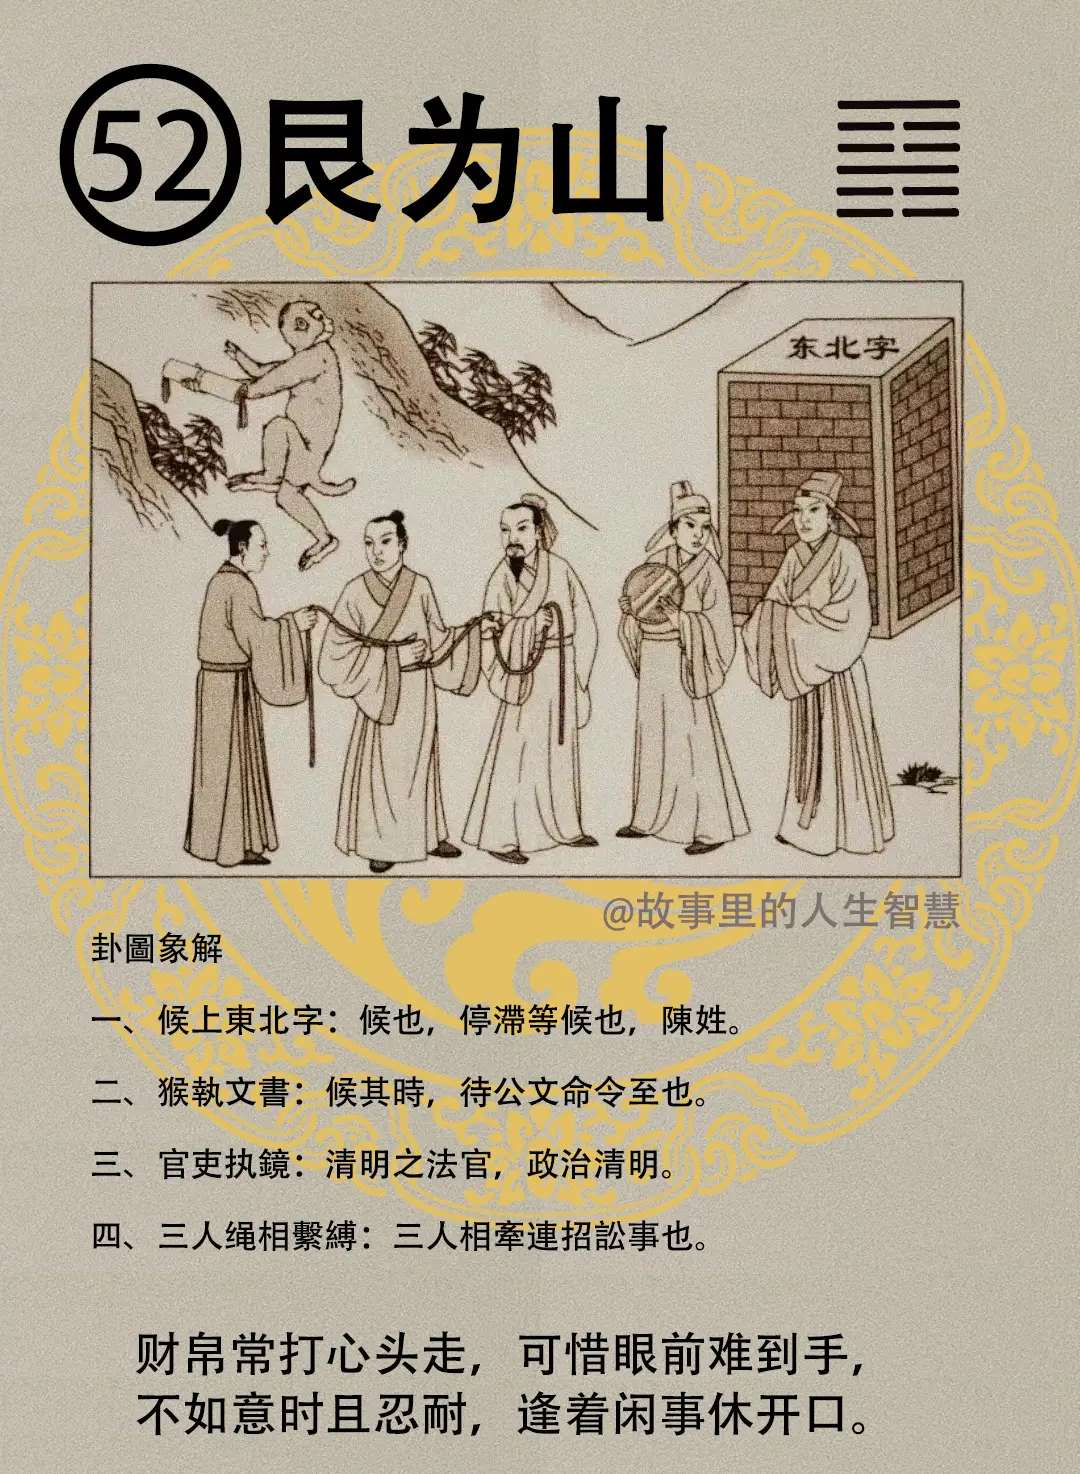 52 艮为山
东北字
@故事里的人生智慧
卦圖象解
一、候上東北字：候也，停滯等候也，陳姓。
二、猴執文書：候其時，待公文命令至也。
三、官吏执鏡：清明之法官，政治清明。
四、三人绳相繫縛：三人相牽連招訟事也。
财帛常打心头走，可惜眼前难到手，
不如意时且忍耐，逢着闲事休开口。